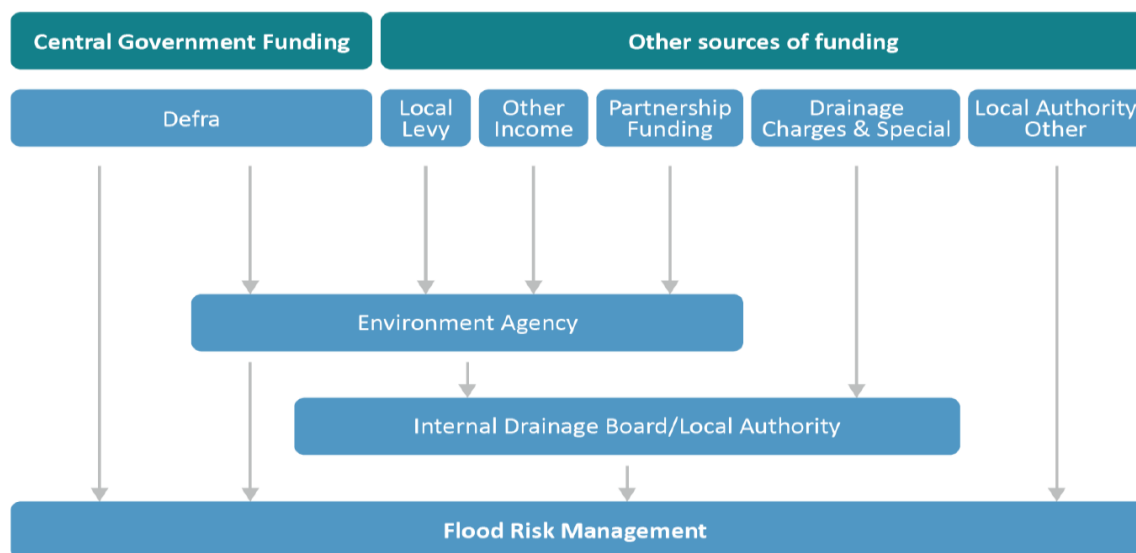 Central Government Funding
Other sources of funding
Defra
Local
Levy
Other
Income
Partnership
Funding
Drainage
Charges & Special
Local Authority
Other
Environment Agency
Internal Drainage Board/Local Authority
Flood Risk Management